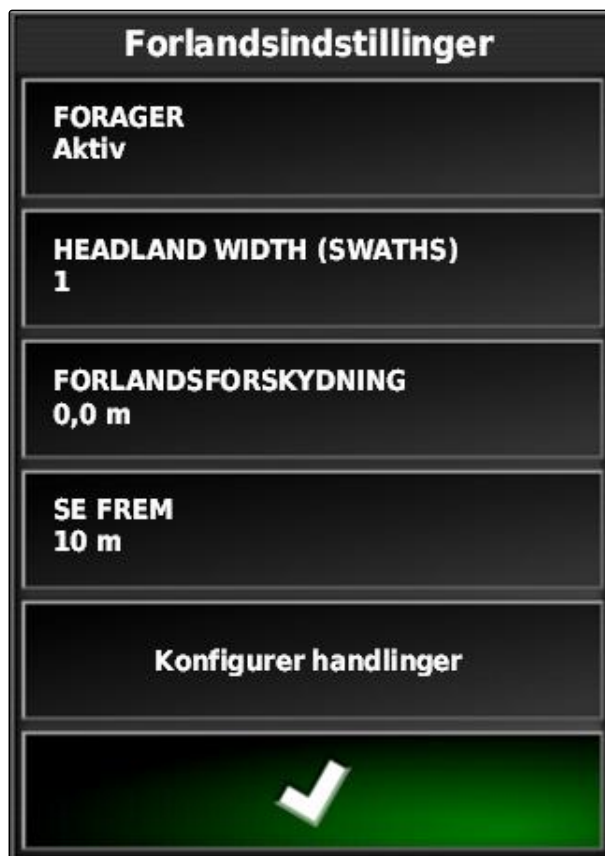 Forlandsindstillinger
FORAGER
Aktiv
HEADLAND WIDTH (SWATHS)
1
FORLANDSFORSKYDNING
0,0 m
SE FREM
10 m
Konfigurer handlinger